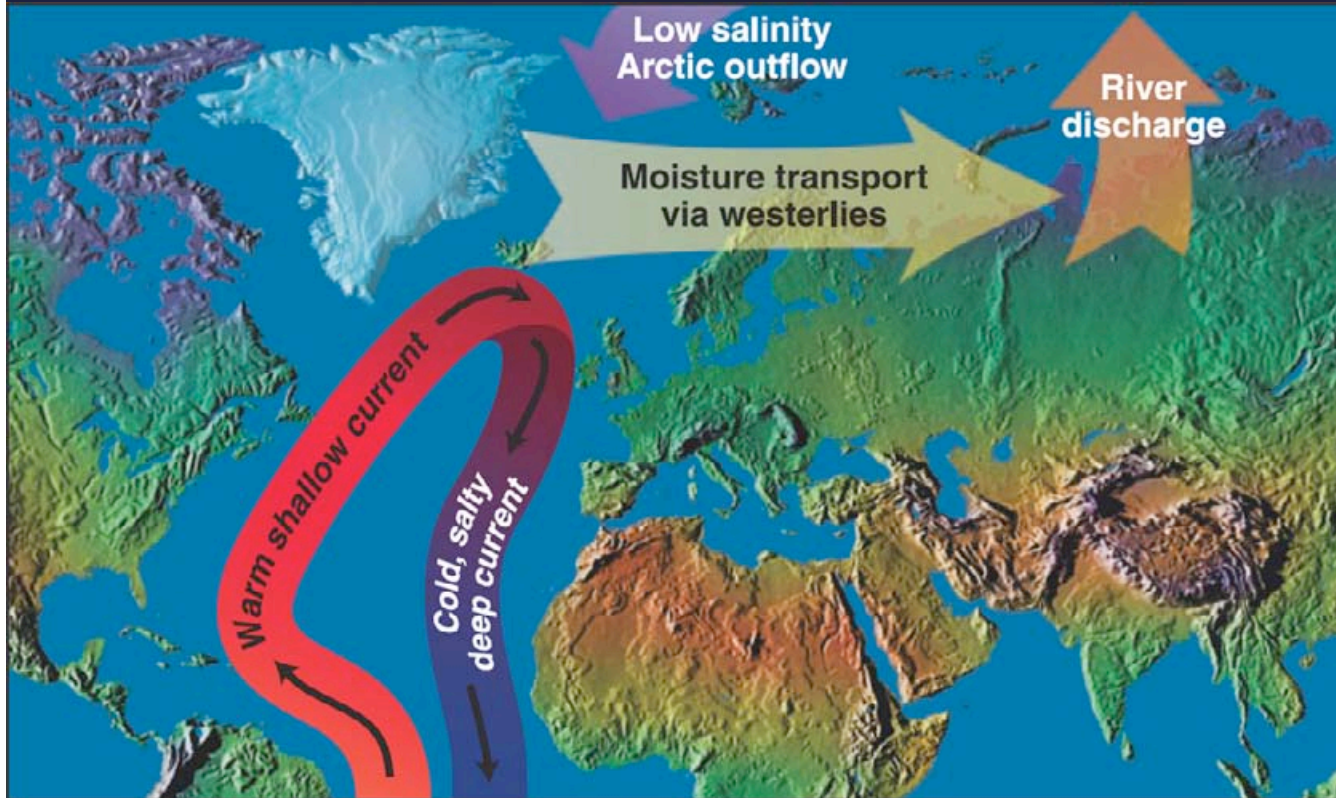 Low salinity
Arctic outflow
River
discharge
Moisture transport
via westerlies
Warm shallow current
Cold, salty
deep current